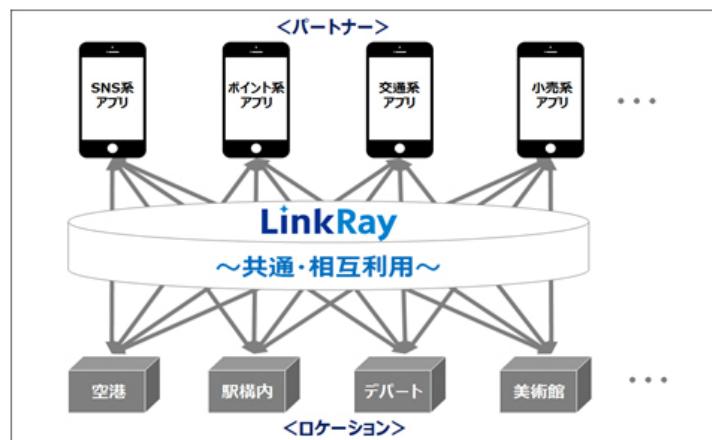 <パートナー>
SNS系
アプリ
ポイント系
アプリ
交通系
アプリ
小売系
アプリ
・・・
LinkRay
～共通・相互利用～
空港
駅構内
デパート
美術館
・・・
<ロケーション>